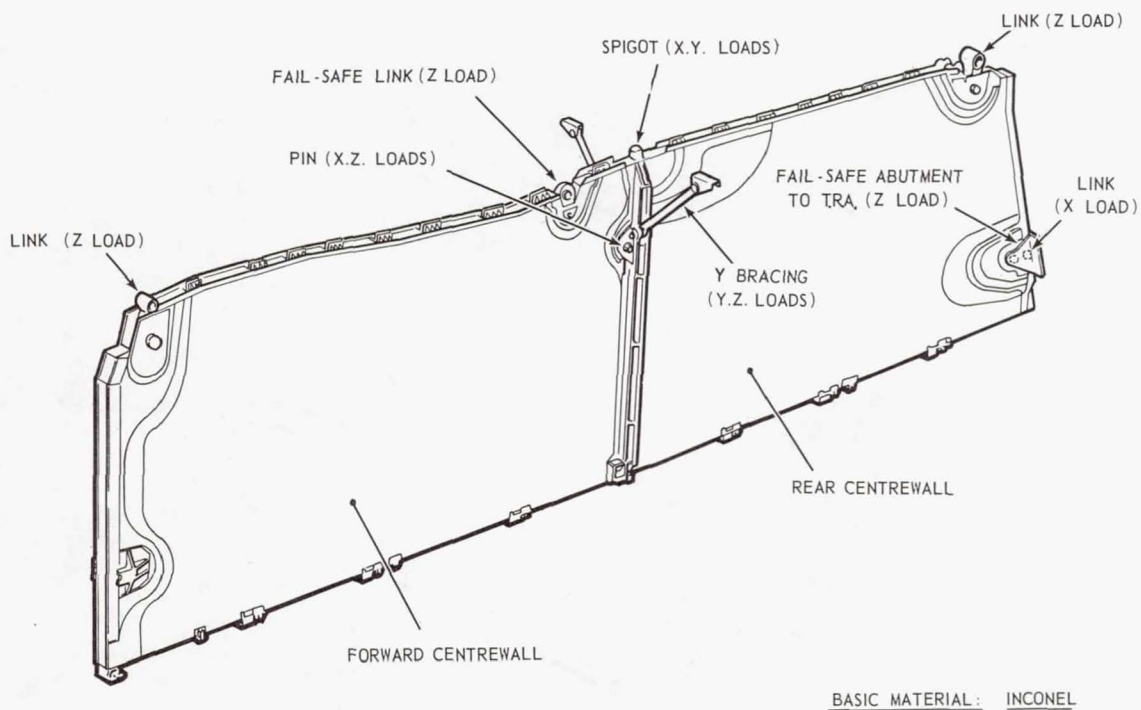 LINK (Z LOAD)
SPIGOT (X.Y. LOADS)
FAIL-SAFE LINK (Z LOAD)
PIN (X.Z. LOADS)
FAIL-SAFE ABUTMENT
TO T.R.A. (Z LOAD)
LINK
(X LOAD)
LINK (Z LOAD)
Y BRACING
(Y.Z. LOADS)
REAR CENTREWALL
FORWARD CENTREWALL
BASIC MATERIAL: INCONEL